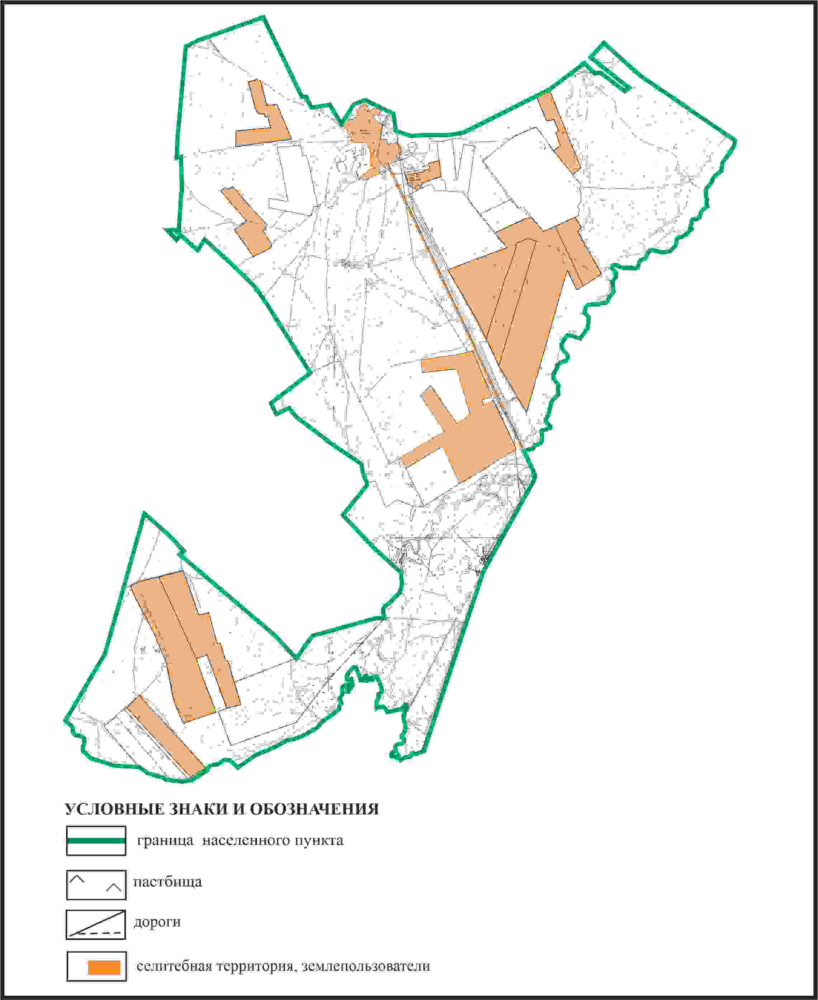 УСЛОВНЫЕ ЗНАКИ И ОБОЗНАЧЕНИЯ
граница населенного пункта
пастбища
дороги
селитебная территория, землепользователи